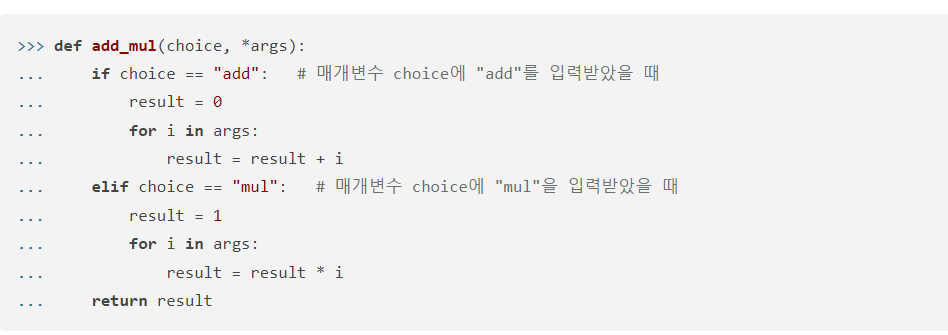 >>> def add_mul(choice, *args):
...     if choice == "add":   # 매개변수 choice에 "add"를 입력받았을 때
...         result = 0
...         for i in args:
...             result = result + i
...     elif choice == "mul":   # 매개변수 choice에 "mul"을 입력받았을 때
...         result = 1
...         for i in args:
...             result = result * i
...     return result